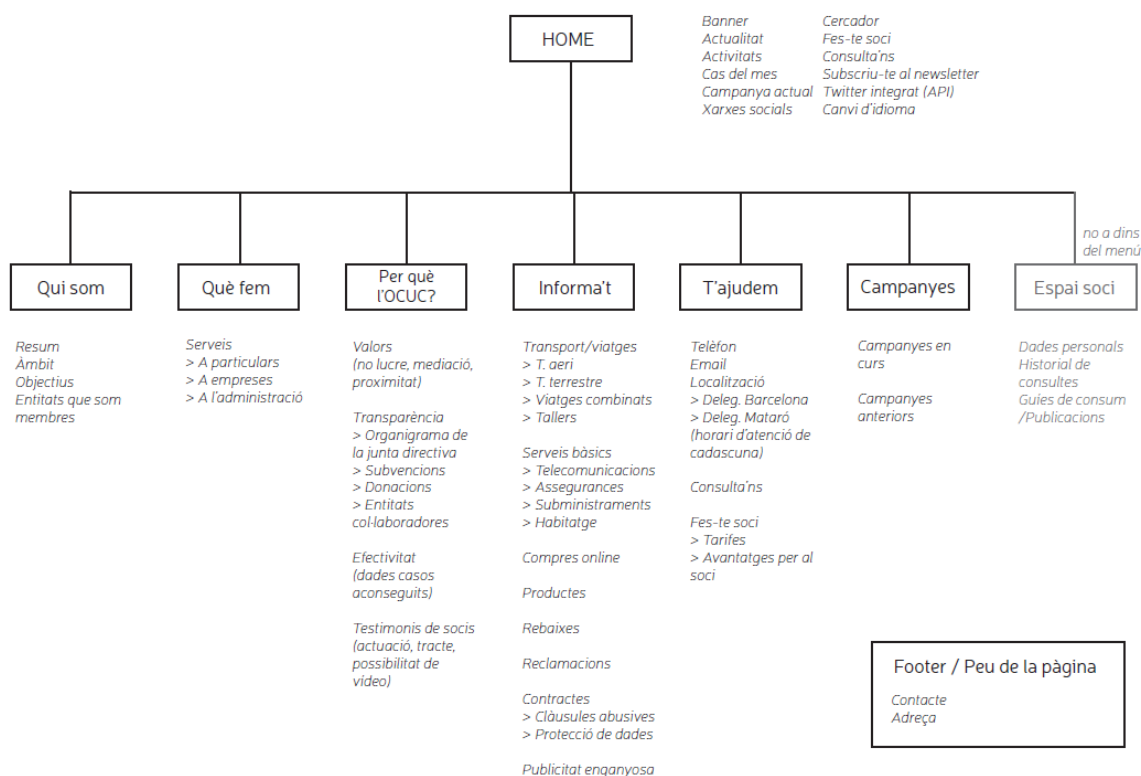 HOME
Banner
Actualitat
Activitats
Cas del mes
Campanya actual
Xarxes socials
Cercador
Fes-te soci
Consulta'ns
Subscriu-te al newsletter
Twitter integrat (API)
Canvi d'idioma
Qui som
Resum
Àmbit
Objectius
Entitats que som
membres
Què fem
Serveis
> A particulars
> A empreses
> A l'administració
Per què
l'OCUC?
Valors
(no lucre, mediació,
proximitat)
Transparència
> Organigrama de
la junta directiva
> Subvencions
> Donacions
> Entitats
col·laboradores
Efectivitat
(dades casos
aconseguits)
Testimonis de socis
(actuació, tracte,
possibilitat de
vídeo)
Informa't
Transport/viatges
> T. aeri
> T. terrestre
> Viatges combinats
> Tallers
Serveis bàsics
> Telecomunicacions
> Assegurances
> Subministraments
> Habitatge
Compres online
Productes
Rebaixes
Reclamacions
Contractes
> Clàusules abusives
> Protecció de dades
Publicitat enganyosa
T'ajudem
Telèfon
Email
Localització
> Deleg. Barcelona
> Deleg. Mataró
(horari d'atenció de
cadascuna)
Consulta'ns
Fes-te soci
> Tarifes
> Avantatges per al
soci
Campanyes
Campanyes en
curs
Campanyes
anteriors
no a dins
del menú
Espai soci
Dades personals
Historial de
consultes
Guies de consum
/Publicacions
Footer / Peu de la pàgina
Contacte
Adreça